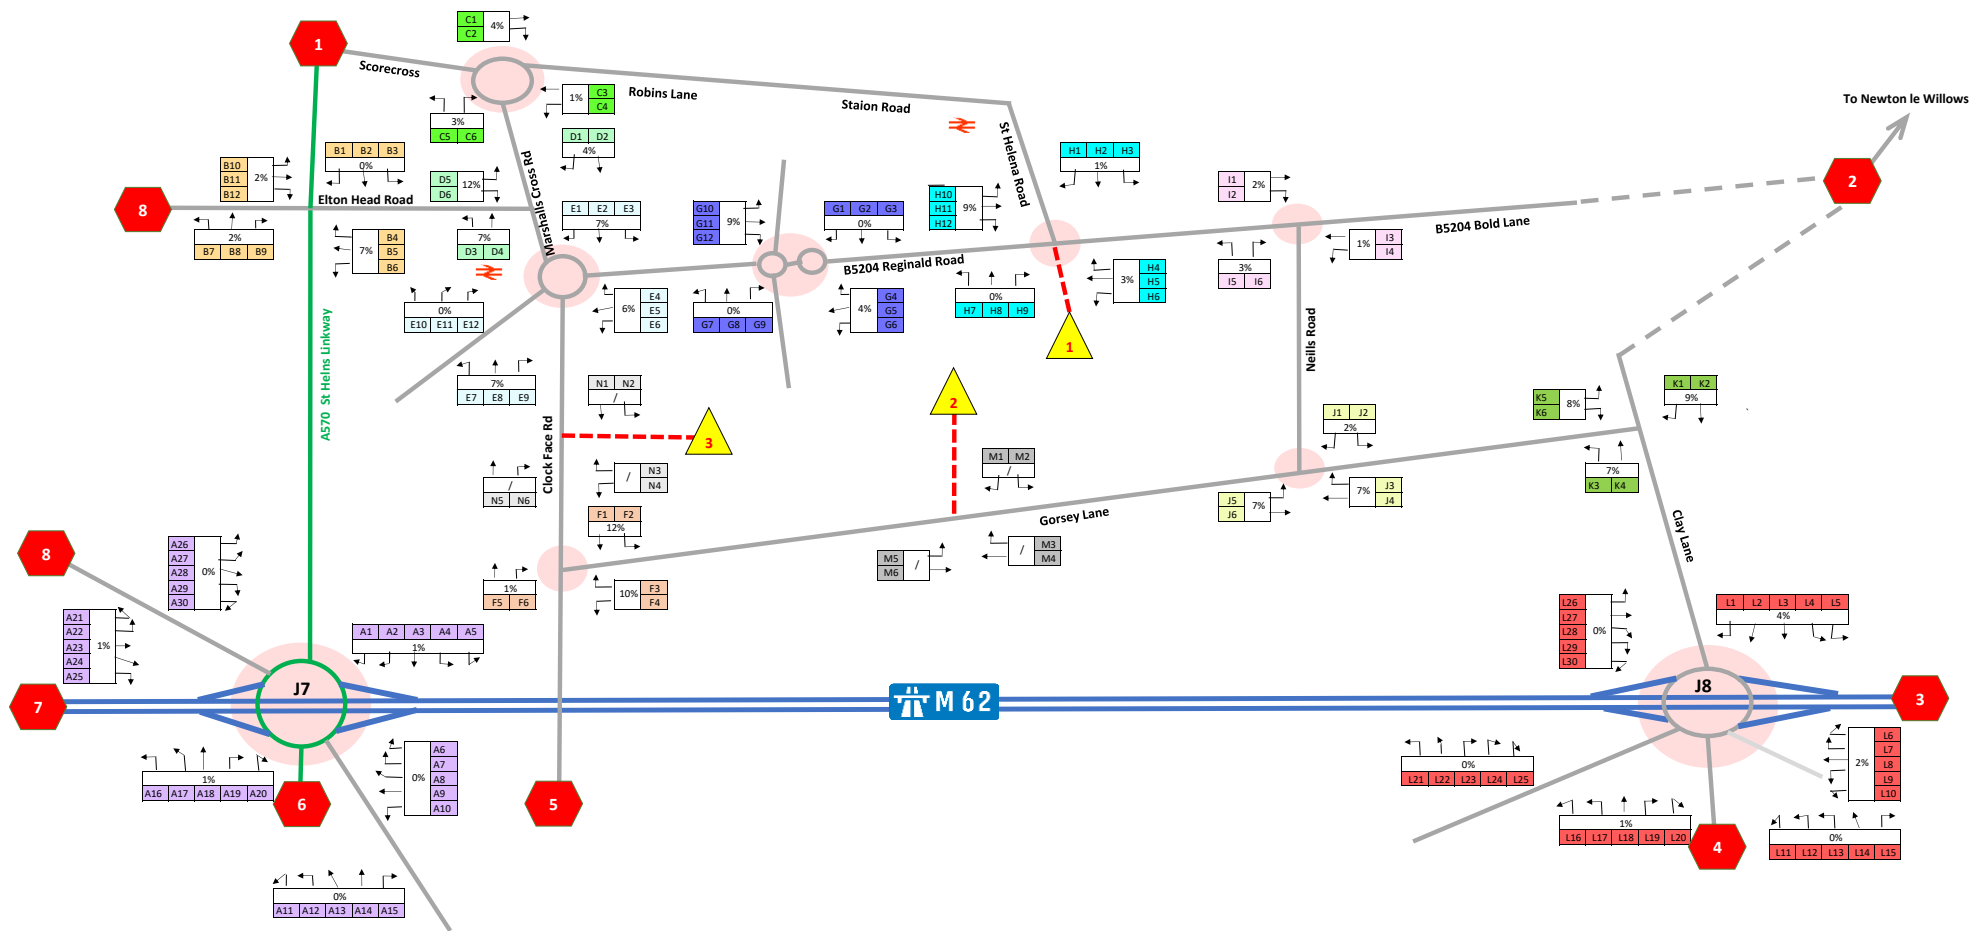 C1
C2
4%
1
Scorecross
Robins Lane
1%
C3
C4
Staion Road
To Newton le Willows
3%
C5 C6
D1 D2
4%
St Helena Road
H1 H2 H3
1%
B1 B2 B3
0%
B10
B11
B12
2%
D5
D6
12%
Marshalls Cross Rd
8
Elton Head Road
E1 E2 E3
7%
G10
G11
G12
9%
G1 G2 G3
0%
H10
H11
H12
9%
I1
I2
2%
2
B5204 Bold Lane
2%
B7 B8 B9
7%
B4
B5
B6
7%
D3 D4
B5204 Reginald Road
1%
I3
I4
3%
I5 I6
3%
H4
H5
H6
0%
E10 E11 E12
6%
E4
E5
E6
0%
G7 G8 G9
4%
G4
G5
G6
0%
H7 H8 H9
1
A570 St Helns Linkway
Neills Road
7%
E7 E8 E9
N1 N2
/
2
3
Clock Face Rd
K5
K6
8%
K1 K2
9%
J1 J2
2%
/
N5 N6
/
N3
N4
M1 M2
/
7%
K3 K4
J5
J6
7%
7%
J3
J4
F1 F2
12%
Gorsey Lane
Clay Lane
8
A26
A27
A28
A29
A30
0%
M5
M6
/
/
M3
M4
1%
F5 F6
10%
F3
F4
A21
A22
A23
A24
A25
1%
A1 A2 A3 A4 A5
1%
L26
L27
L28
L29
L30
0%
L1 L2 L3 L4 L5
4%
7
J7
M 62
J8
3
1%
A16 A17 A18 A19 A20
0%
A6
A7
A8
A9
A10
6
5
0%
L21 L22 L23 L24 L25
2%
L6
L7
L8
L9
L10
1%
L16 L17 L18 L19 L20
4
0%
L11 L12 L13 L14 L15
0%
A11 A12 A13 A14 A15